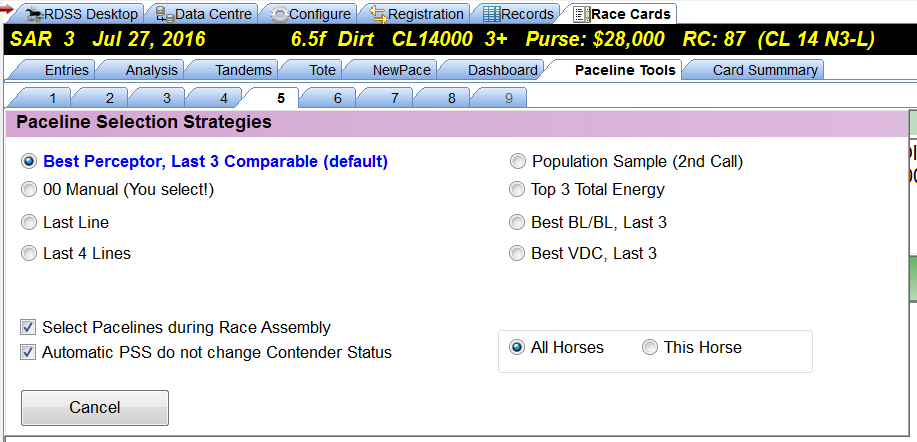 RDSS Desktop Data Centre Configure Registration Records Race Cards
SAR 3 Jul 27, 2016 6.5f Dirt CL14000 3+ Purse: $28,000 RC: 87 (CL 14 N3-L)
Entries Analysis Tandems Tote NewPace Dashboard Paceline Tools Card Summmary
1 2 3 4 5 6 7 8 9
Paceline Selection Strategies
Best Perceptor, Last 3 Comparable (default) Population Sample (2nd Call)
00 Manual (You select!) Top 3 Total Energy
Last Line Best BL/BL, Last 3
Last 4 Lines Best VDC, Last 3
Select Pacelines during Race Assembly
Automatic PSS do not change Contender Status
All Horses This Horse
Cancel